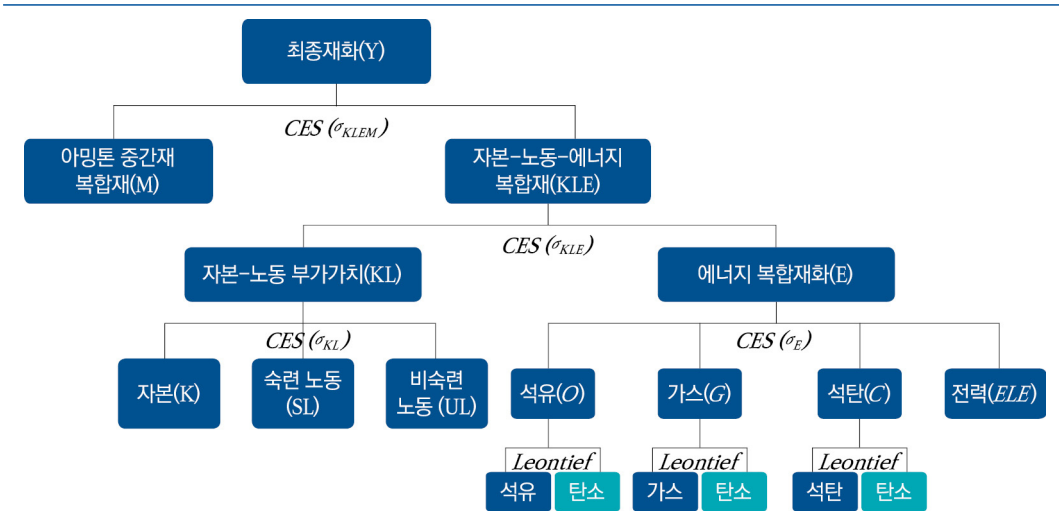 최종재화(Y)
CES (σKLEM)
아밍톤 중간재
복합재(M)
자본-노동-에너지
복합재(KLE)
CES (σKLE)
자본-노동 부가가치(KL)
에너지 복합재화(E)
CES (σKL)
CES (σE)
자본(K)
숙련 노동
(SL)
비숙련
노동 (UL)
석유(O)
가스(G)
석탄(C)
전력(ELE)
Leontief
Leontief
Leontief
석유
탄소
가스
탄소
석탄
탄소